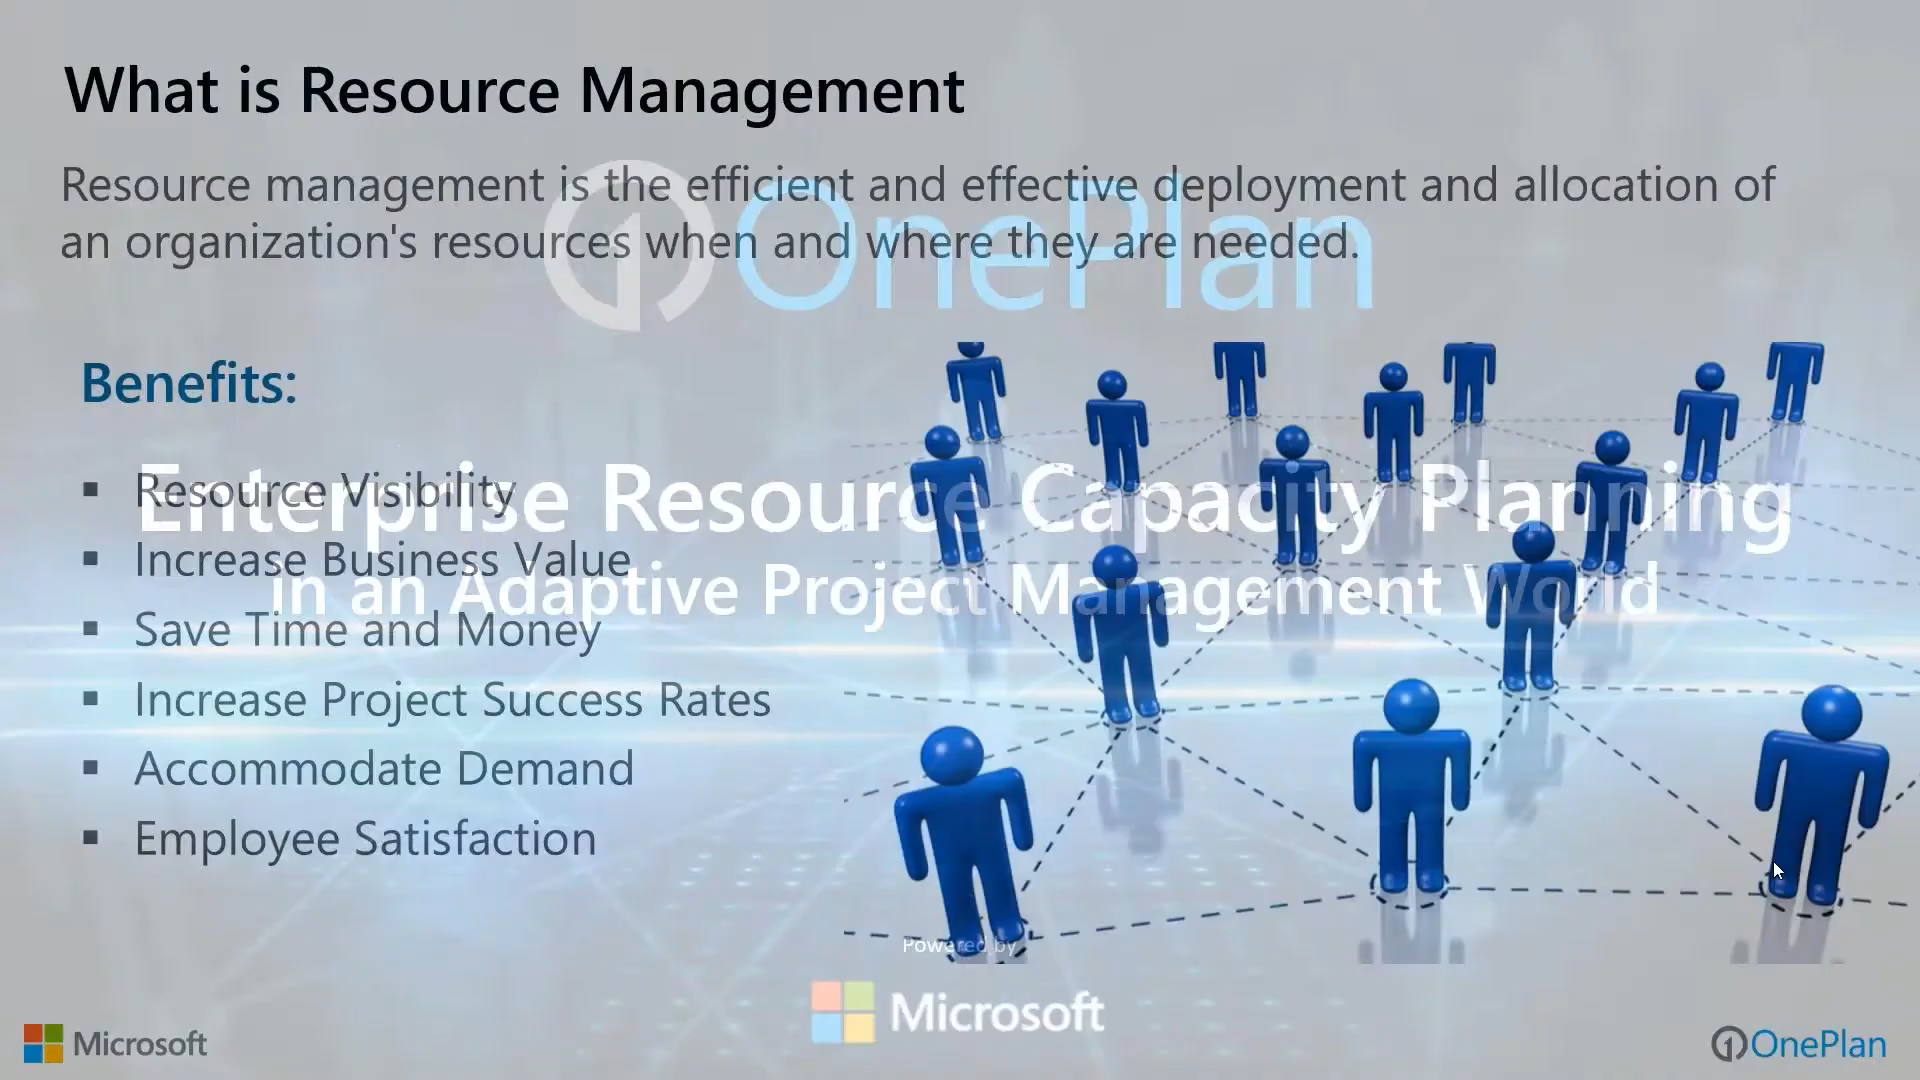 What is Resource Management
Resource management is the efficient and effective deployment and allocation of
an organization's resources when and where they are needed.
OnePlan
Benefits:
▪ Resource Visibility
Enterprise Resource Capacity Planning
▪ Increase Business Value
in an Adaptive Project Management World
▪ Save Time and Money
▪ Increase Project Success Rates
▪ Accommodate Demand
▪ Employee Satisfaction
Powered by
Microsoft
Microsoft
OnePlan